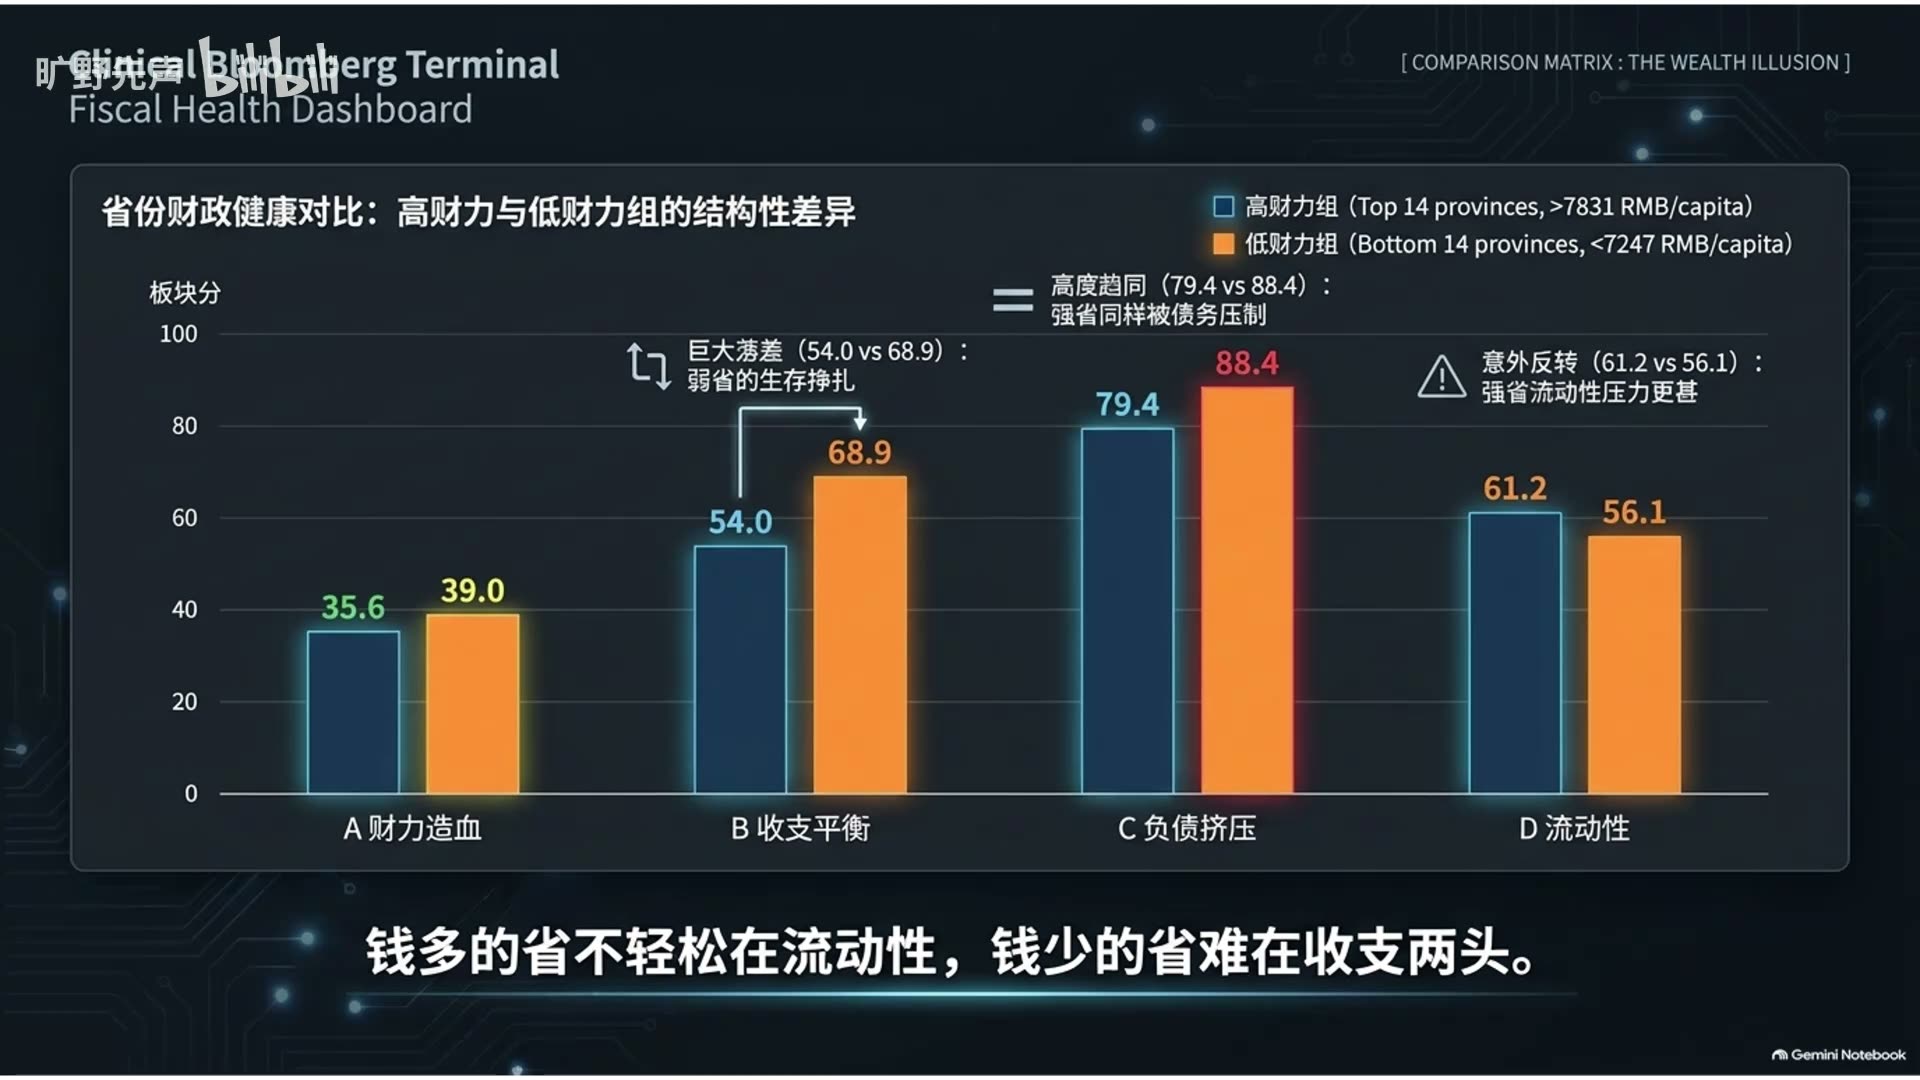 Clinical Bloomberg Terminal
旷野先声 bilibili
Fiscal Health Dashboard
[ COMPARISON MATRIX : THE WEALTH ILLUSION ]
省份财政健康对比：高财力与低财力组的结构性差异
高财力组（Top 14 provinces, >7831 RMB/capita）
低财力组（Bottom 14 provinces, <7247 RMB/capita）
板块分
高度趋同（79.4 vs 88.4）：
强省同样被债务压制
巨大落差（54.0 vs 68.9）：
弱省的生存挣扎
意外反转（61.2 vs 56.1）：
强省流动性压力更甚
100
80
60
40
20
0
35.6
39.0
54.0
68.9
79.4
88.4
61.2
56.1
A 财力造血
B 收支平衡
C 负债挤压
D 流动性
钱多的省不轻松在流动性，钱少的省难在收支两头。
Gemini Notebook